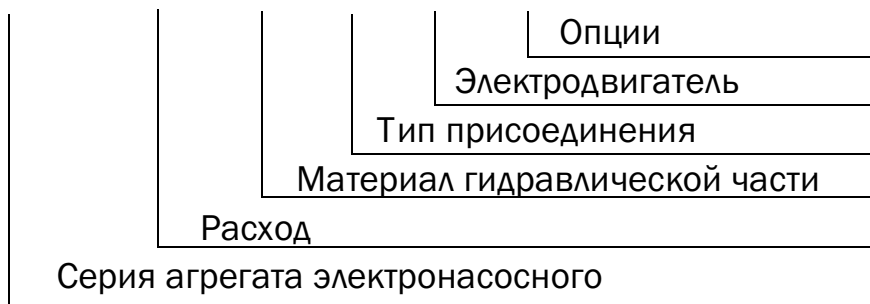 Опции
Электродвигатель
Тип присоединения
Материал гидравлической части
Расход
Серия агрегата электронасосного